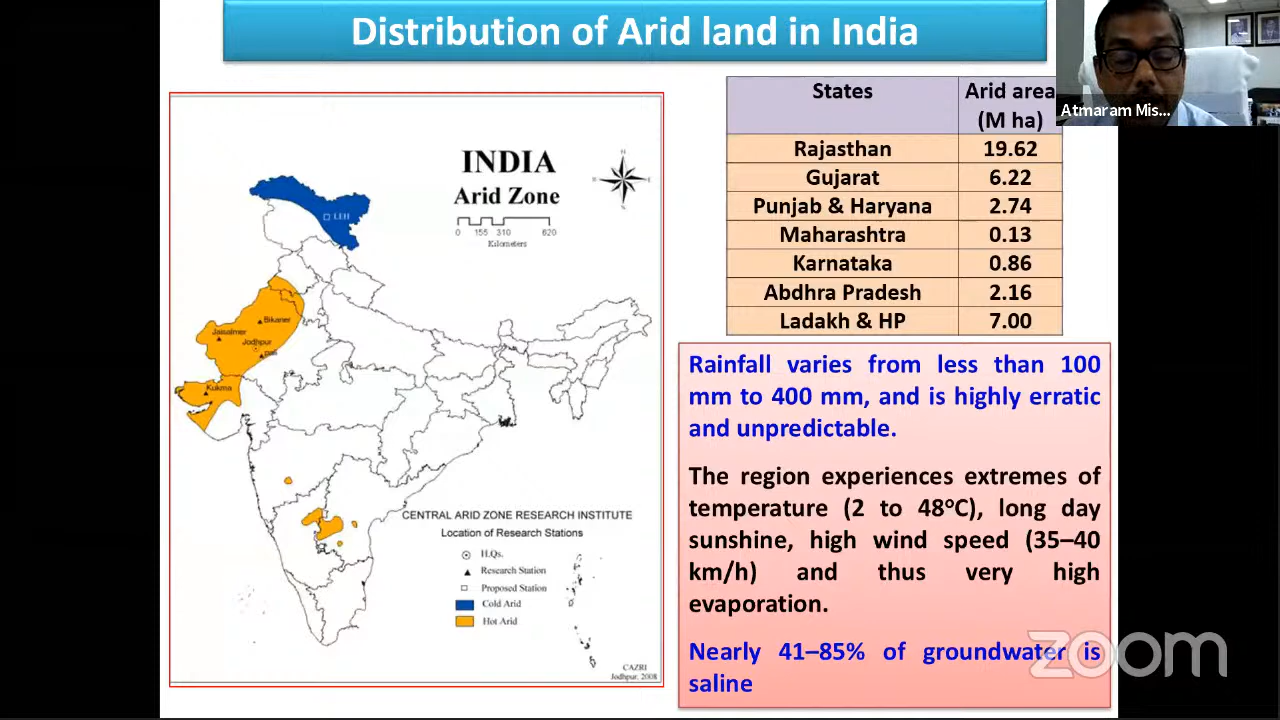 Distribution of Arid land in India
INDIA
Arid Zone
0 155 310 620
Kilometers
LEH
Bikaner
Jaisalmer
Jodhpur
Pali
Kukma
CENTRAL ARID ZONE RESEARCH INSTITUTE
Location of Research Stations
H.Qs.
Research Station
Proposed Station
Cold Arid
Hot Arid
CAZRI
Jodhpur, 2008
States Arid area
(M ha)
Rajasthan 19.62
Gujarat 6.22
Punjab & Haryana 2.74
Maharashtra 0.13
Karnataka 0.86
Abdhra Pradesh 2.16
Ladakh & HP 7.00
Rainfall varies from less than 100
mm to 400 mm, and is highly erratic
and unpredictable.
The region experiences extremes of
temperature (2 to 48°C), long day
sunshine, high wind speed (35–40
km/h) and thus very high
evaporation.
Nearly 41–85% of groundwater is
saline
Atmaram Mis...
zoom